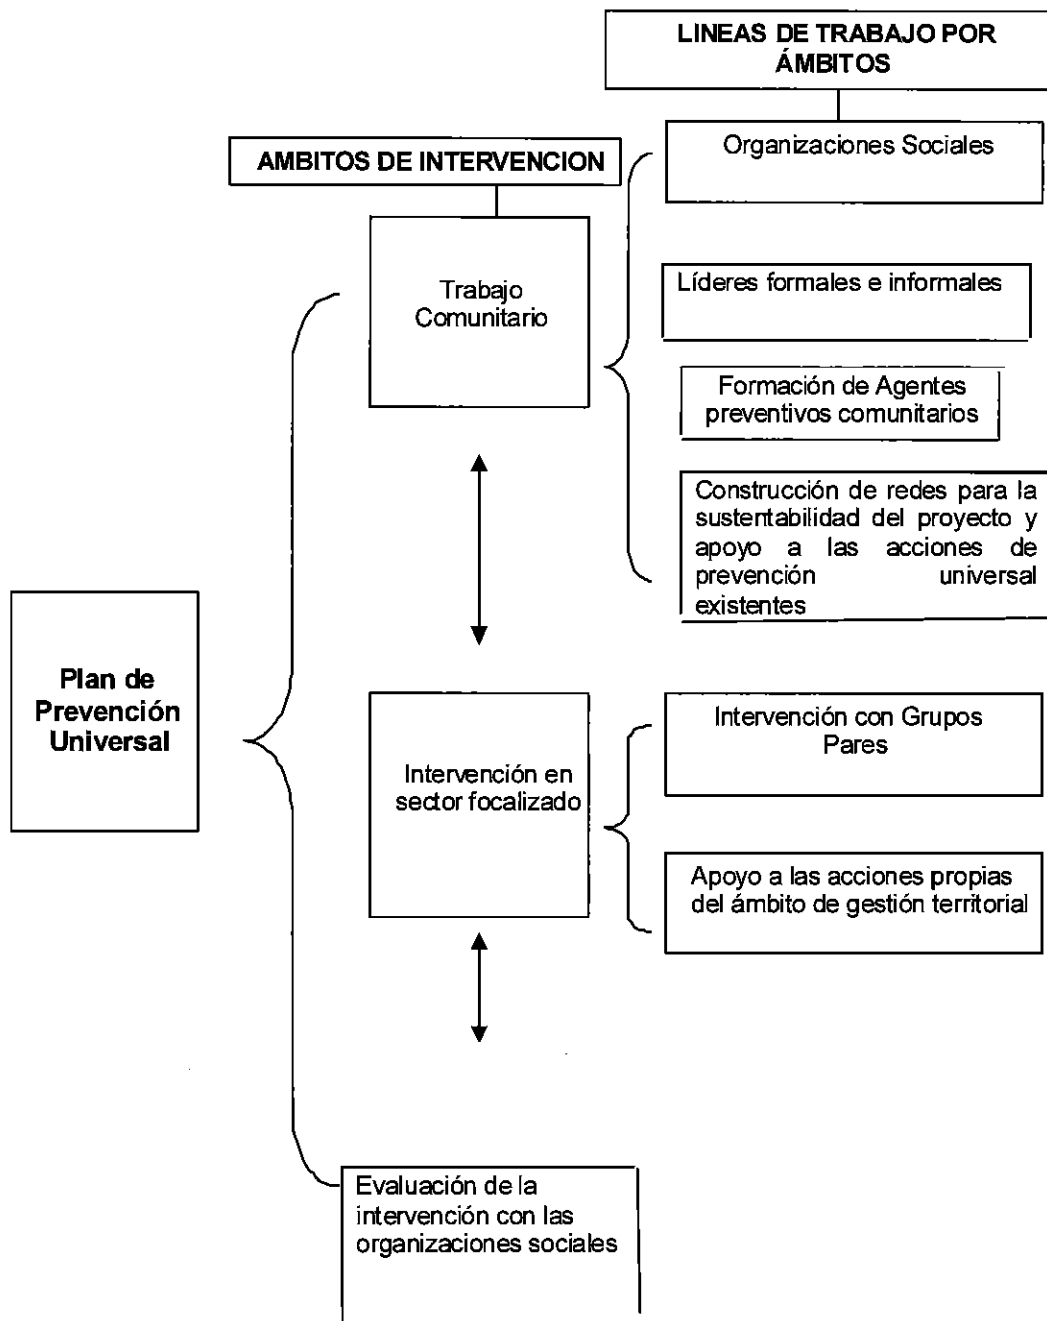 LINEAS DE TRABAJO POR
ÁMBITOS
AMBITOS DE INTERVENCION
Organizaciones Sociales
Trabajo
Comunitario
Líderes formales e informales
Formación de Agentes
preventivos comunitarios
Construcción de redes para la
sustentabilidad del proyecto y
apoyo a las acciones de
prevención universal
existentes
Plan de
Prevención
Universal
Intervención en
sector focalizado
Intervención con Grupos
Pares
Apoyo a las acciones propias
del ámbito de gestión territorial
Evaluación de la
intervención con las
organizaciones sociales